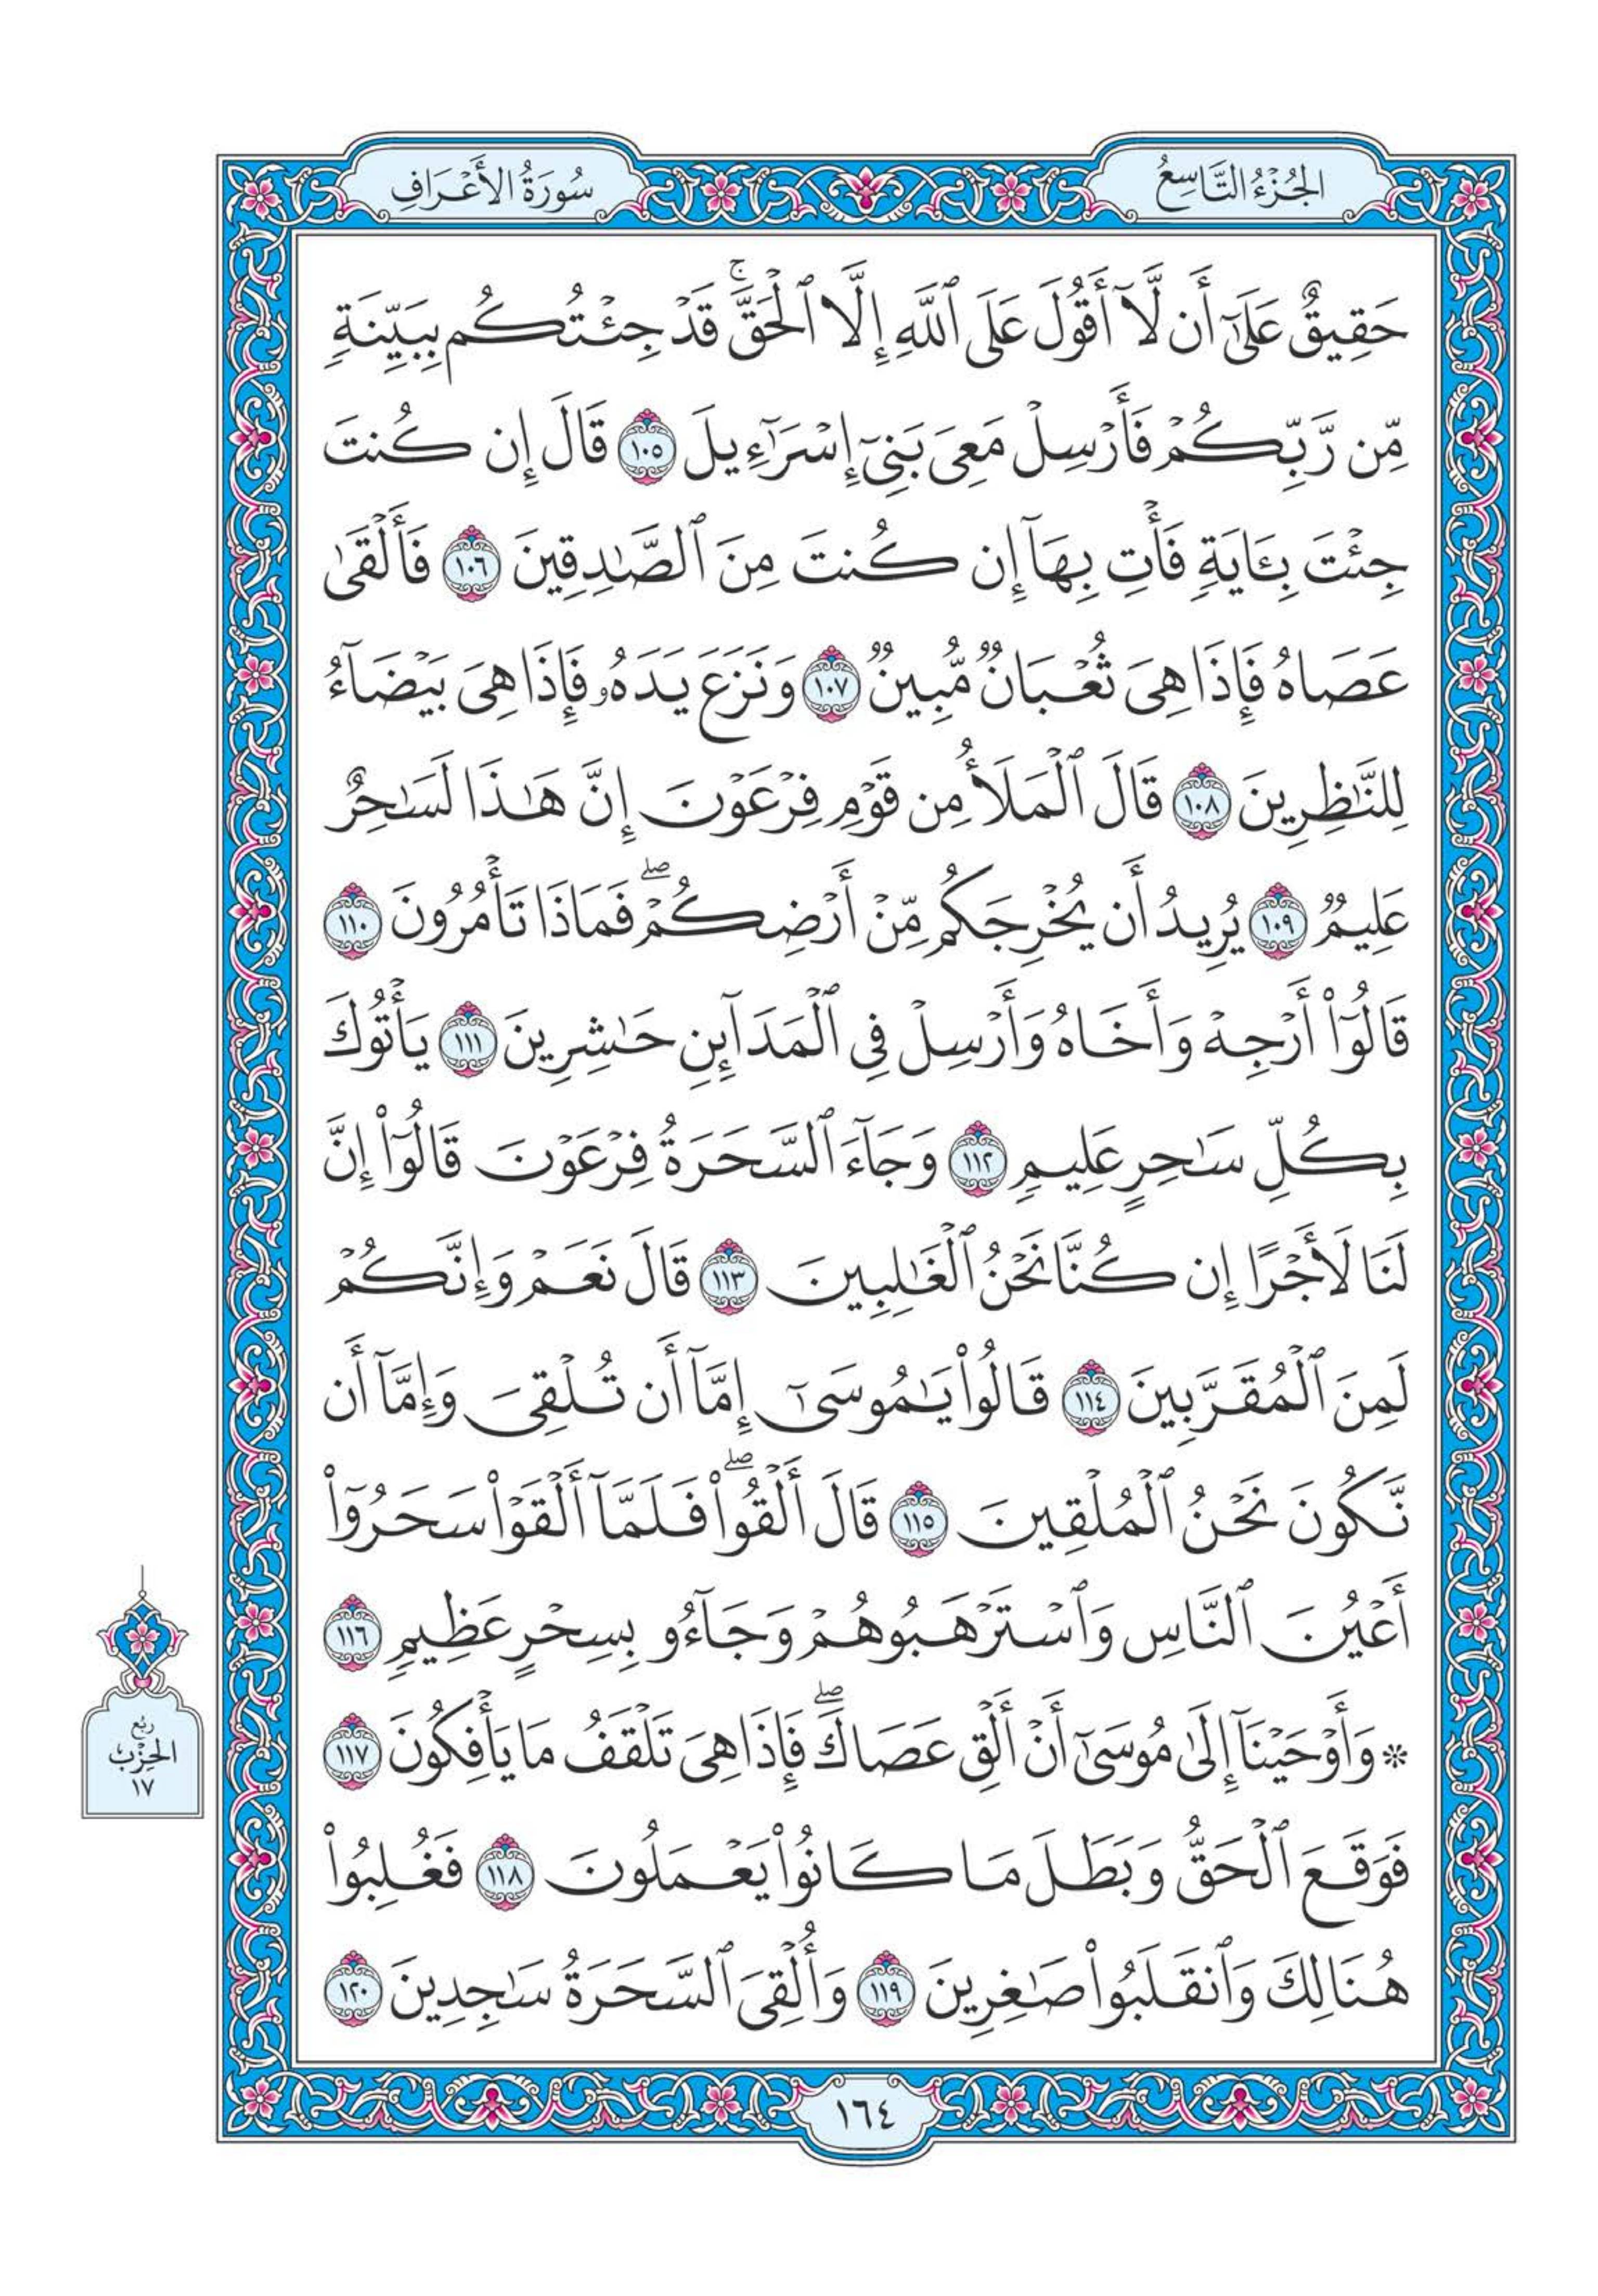 الجُزْءُ التَّاسِعُ
سُورَةُ الأَعْرَافِ
حَقِيقٌ عَلَىٰٓ أَن لَّآ أَقُولَ عَلَى ٱللَّهِ إِلَّا ٱلْحَقَّۚ قَدْ جِئْتُكُم بِبَيِّنَةٍ
مِّن رَّبِّكُمْ فَأَرْسِلْ مَعِىَ بَنِىٓ إِسْرَٰٓءِيلَ ١٠٥ قَالَ إِن كُنتَ
جِئْتَ بِـَٔايَةٍ فَأْتِ بِهَآ إِن كُنتَ مِنَ ٱلصَّٰدِقِينَ ١٠٦ فَأَلْقَىٰ
عَصَاهُ فَإِذَا هِىَ ثُعْبَانٌ مُّبِينٌ ١٠٧ وَنَزَعَ يَدَهُۥ فَإِذَا هِىَ بَيْضَآءُ
لِلنَّٰظِرِينَ ١٠٨ قَالَ ٱلْمَلَأُ مِن قَوْمِ فِرْعَوْنَ إِنَّ هَٰذَا لَسَٰحِرٌ
عَلِيمٌ ١٠٩ يُرِيدُ أَن يُخْرِجَكُم مِّنْ أَرْضِكُمْۖ فَمَاذَا تَأْمُرُونَ ١١٠
قَالُوٓا۟ أَرْجِهْ وَأَخَاهُ وَأَرْسِلْ فِى ٱلْمَدَآئِنِ حَٰشِرِينَ ١١١ يَأْتُوكَ
بِكُلِّ سَٰحِرٍ عَلِيمٍ ١١٢ وَجَآءَ ٱلسَّحَرَةُ فِرْعَوْنَ قَالُوٓا۟ إِنَّ
لَنَا لَأَجْرًا إِن كُنَّا نَحْنُ ٱلْغَٰلِبِينَ ١١٣ قَالَ نَعَمْ وَإِنَّكُمْ
لَمِنَ ٱلْمُقَرَّبِينَ ١١٤ قَالُوا۟ يَٰمُوسَىٰٓ إِمَّآ أَن تُلْقِىَ وَإِمَّآ أَن
نَّكُونَ نَحْنُ ٱلْمُلْقِينَ ١١٥ قَالَ أَلْقُوا۟ۖ فَلَمَّآ أَلْقَوْا۟ سَحَرُوٓا۟
أَعْيُنَ ٱلنَّاسِ وَٱسْتَرْهَبُوهُمْ وَجَآءُو بِسِحْرٍ عَظِيمٍ ١١٦
۞ وَأَوْحَيْنَآ إِلَىٰ مُوسَىٰٓ أَنْ أَلْقِ عَصَاكَۖ فَإِذَا هِىَ تَلْقَفُ مَا يَأْفِكُونَ ١١٧
فَوَقَعَ ٱلْحَقُّ وَبَطَلَ مَا كَانُوا۟ يَعْمَلُونَ ١١٨ فَغُلِبُوا۟
هُنَالِكَ وَٱنقَلَبُوا۟ صَٰغِرِينَ ١١٩ وَأُلْقِىَ ٱلسَّحَرَةُ سَٰجِدِينَ ١٢٠
رُبُع
الحِزْب
١٧
١٦٤